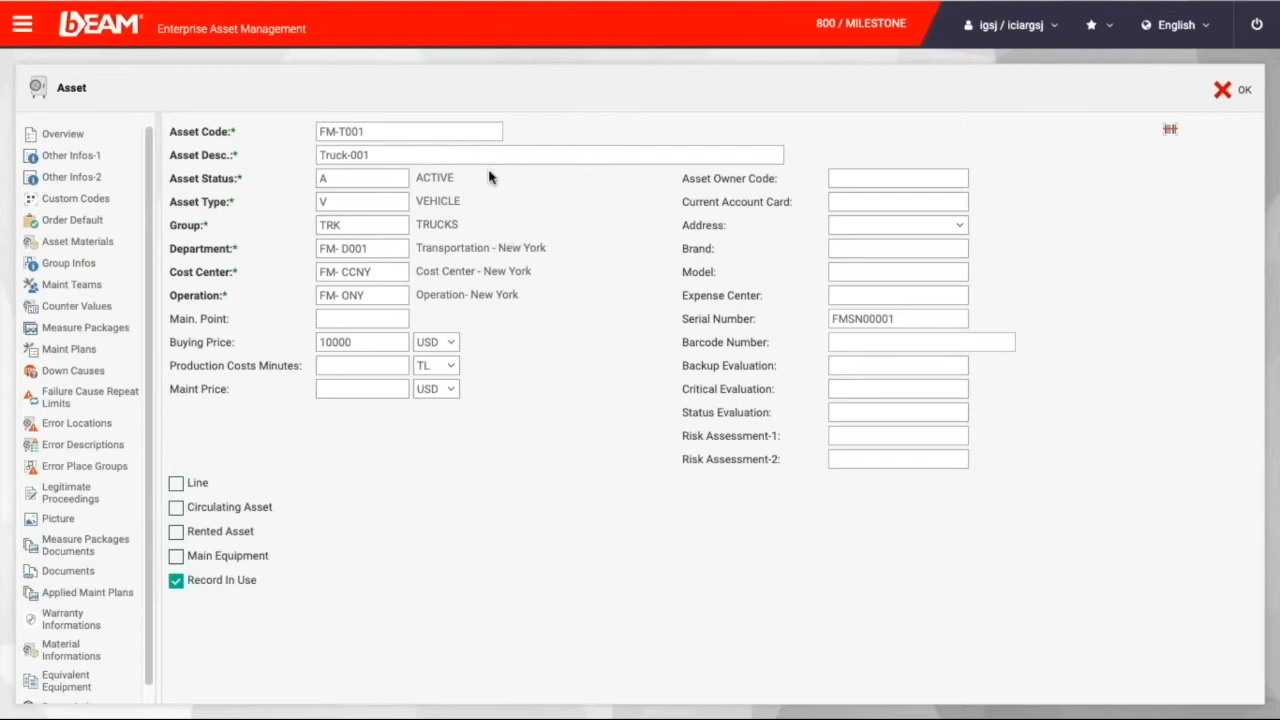 bEAM Enterprise Asset Management 800 / MILESTONE igsj / iciargsj English
Asset OK
Overview
Other Infos-1
Other Infos-2
Custom Codes
Order Default
Asset Materials
Group Infos
Maint Teams
Counter Values
Measure Packages
Maint Plans
Down Causes
Failure Cause Repeat
Limits
Error Locations
Error Descriptions
Error Place Groups
Legitimate
Proceedings
Picture
Measure Packages
Documents
Documents
Applied Maint Plans
Warranty
Informations
Material
Informations
Equivalent
Equipment
Asset Code:* FM-T001
Asset Desc.:* Truck-001
Asset Status:* A ACTIVE
Asset Type:* V VEHICLE
Group:* TRK TRUCKS
Department:* FM- D001 Transportation - New York
Cost Center:* FM- CCNY Cost Center - New York
Operation:* FM- ONY Operation- New York
Main. Point:
Buying Price: 10000 USD
Production Costs Minutes: TL
Maint Price: USD
Asset Owner Code:
Current Account Card:
Address:
Brand:
Model:
Expense Center:
Serial Number: FMSN00001
Barcode Number:
Backup Evaluation:
Critical Evaluation:
Status Evaluation:
Risk Assessment-1:
Risk Assessment-2:
Line
Circulating Asset
Rented Asset
Main Equipment
Record In Use